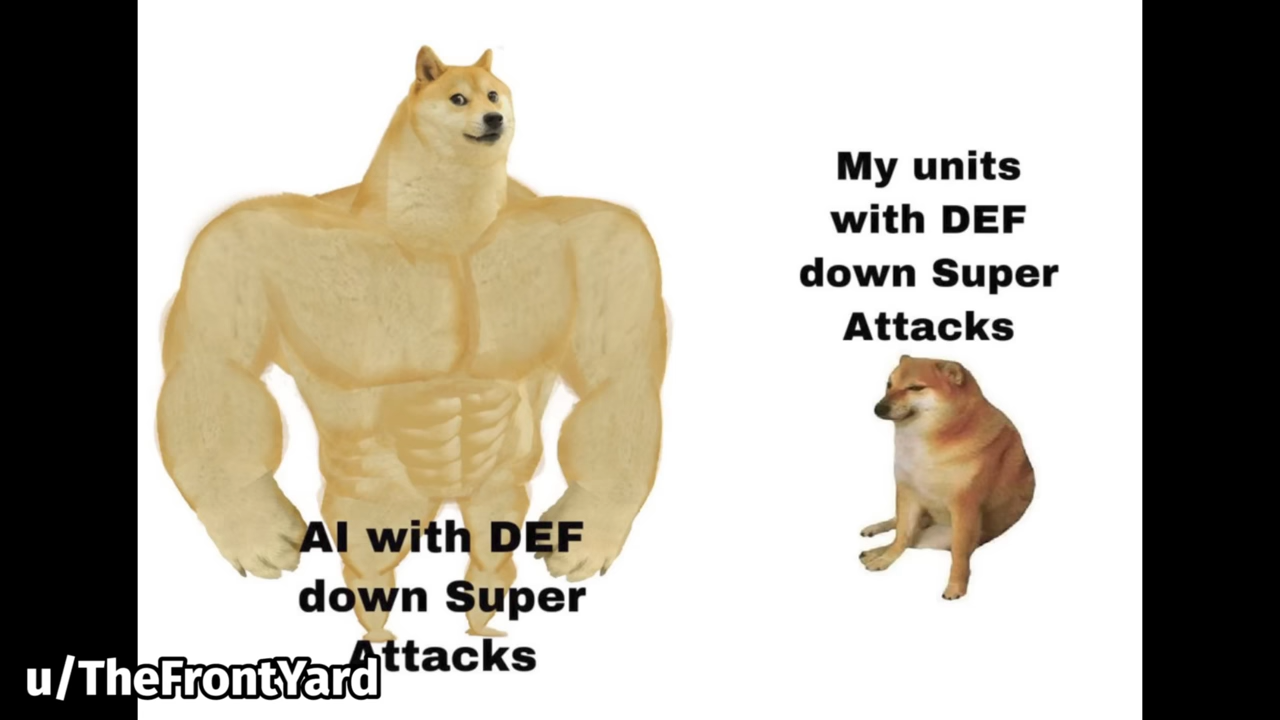 My units
with DEF
down Super
Attacks
AI with DEF
down Super
Attacks
u/TheFrontYard